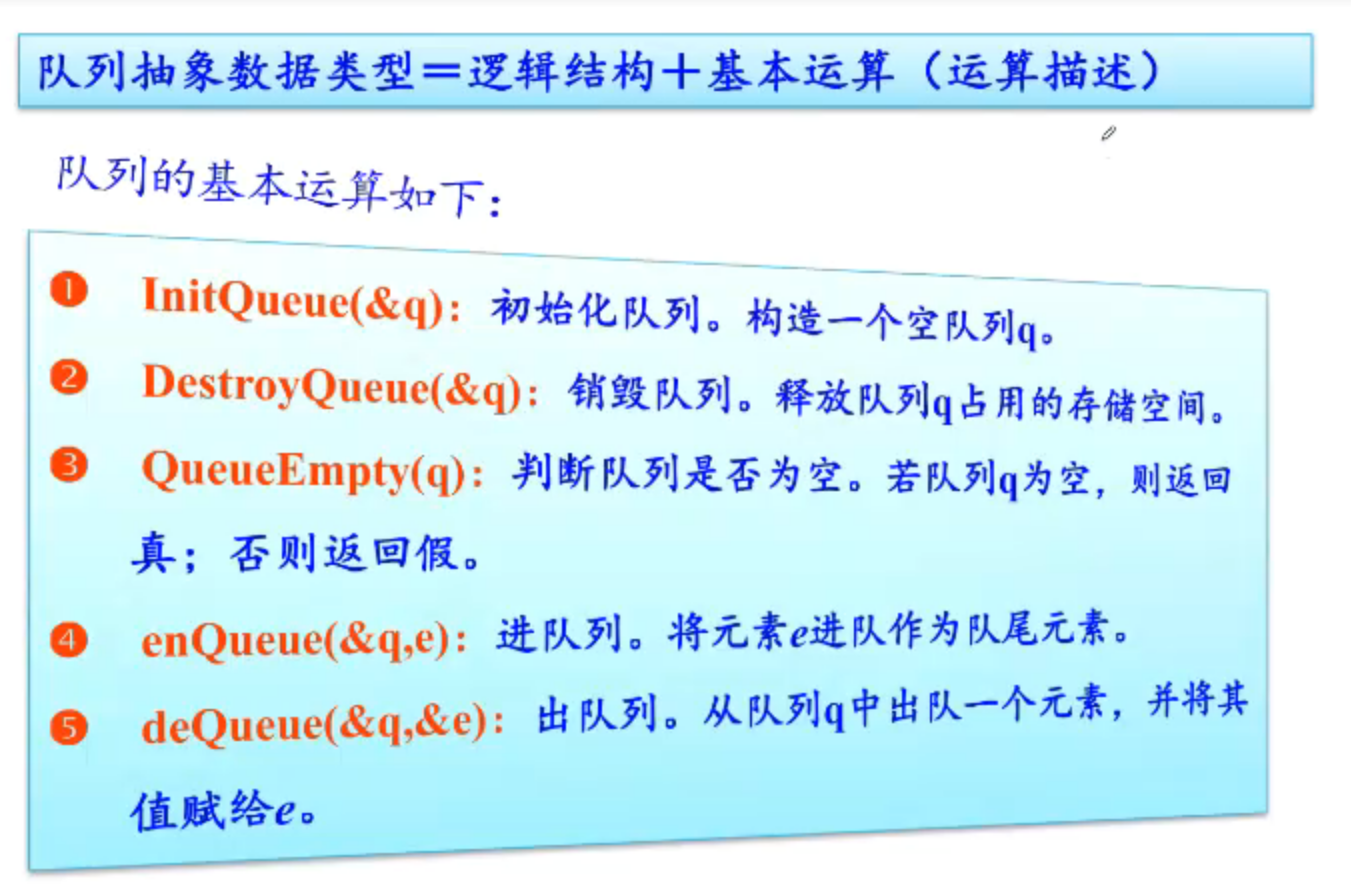 队列抽象数据类型＝逻辑结构＋基本运算（运算描述）
队列的基本运算如下：
❶ InitQueue(&q)：初始化队列。构造一个空队列q。
❷ DestroyQueue(&q)：销毁队列。释放队列q占用的存储空间。
❸ QueueEmpty(q)：判断队列是否为空。若队列q为空，则返回
真；否则返回假。
❹ enQueue(&q,e)：进队列。将元素e进队作为队尾元素。
❺ deQueue(&q,&e)：出队列。从队列q中出队一个元素，并将其
值赋给e。